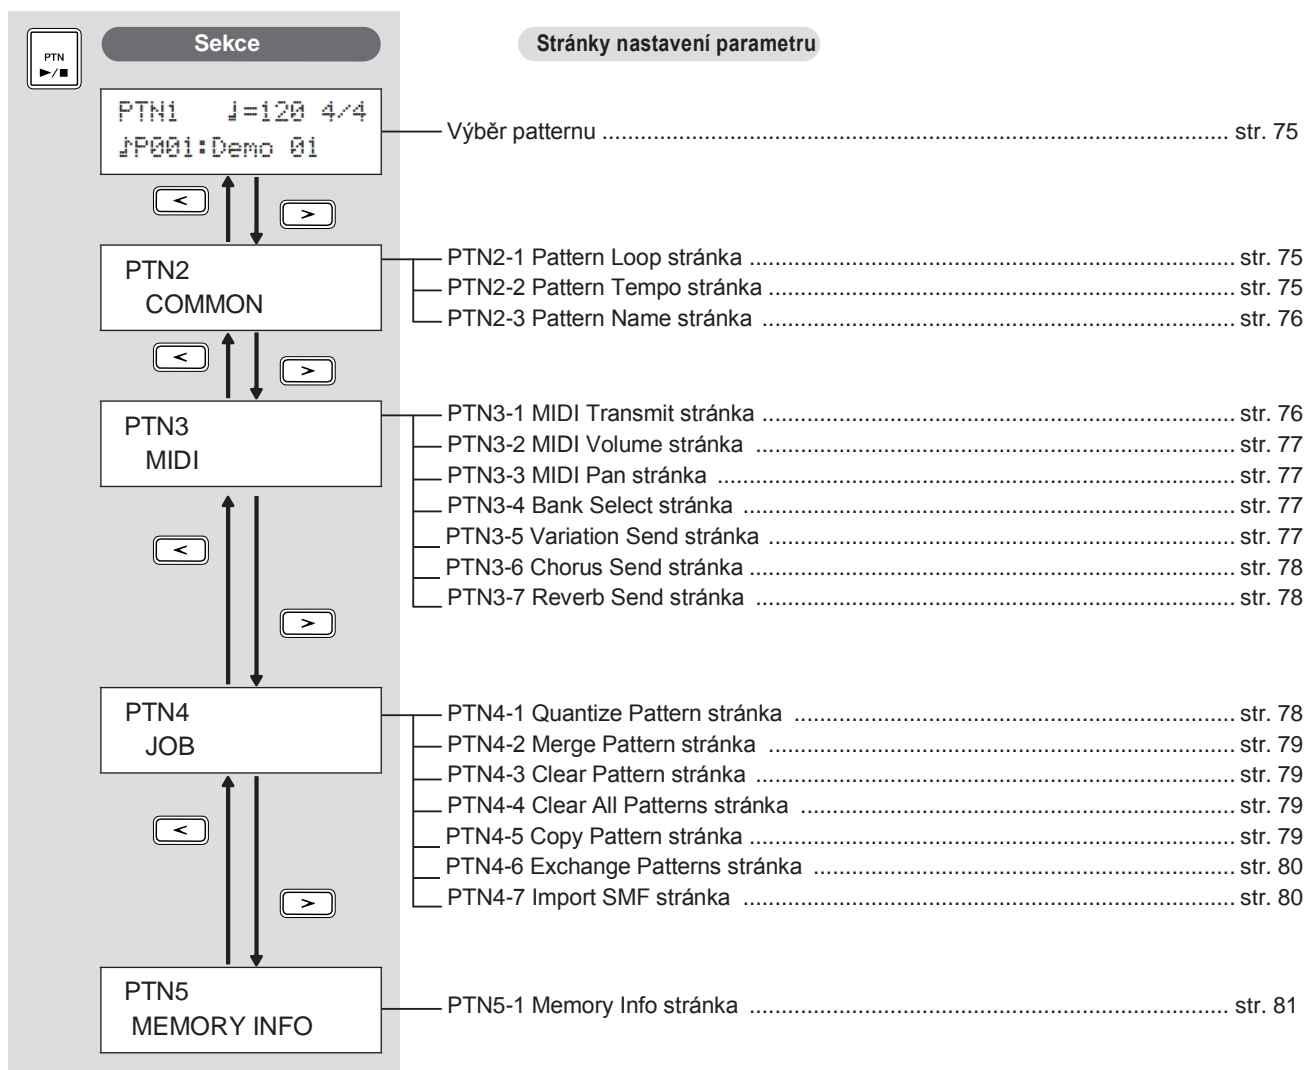 PTN
►/■
Sekce
Stránky nastavení parametru
PTN1 ♩=120 4/4
♪P001:Demo 01
Výběr patternu ................................................................................................ str. 75
<
>
PTN2
COMMON
PTN2-1 Pattern Loop stránka ........................................................................... str. 75
PTN2-2 Pattern Tempo stránka ........................................................................ str. 75
PTN2-3 Pattern Name stránka ......................................................................... str. 76
<
>
PTN3
MIDI
PTN3-1 MIDI Transmit stránka ......................................................................... str. 76
PTN3-2 MIDI Volume stránka .......................................................................... str. 77
PTN3-3 MIDI Pan stránka ................................................................................ str. 77
PTN3-4 Bank Select stránka ............................................................................ str. 77
PTN3-5 Variation Send stránka ........................................................................ str. 77
PTN3-6 Chorus Send stránka ........................................................................... str. 78
PTN3-7 Reverb Send stránka .......................................................................... str. 78
<
>
PTN4
JOB
PTN4-1 Quantize Pattern stránka .................................................................... str. 78
PTN4-2 Merge Pattern stránka ........................................................................ str. 79
PTN4-3 Clear Pattern stránka .......................................................................... str. 79
PTN4-4 Clear All Patterns stránka ................................................................... str. 79
PTN4-5 Copy Pattern stránka ........................................................................... str. 79
PTN4-6 Exchange Patterns stránka ................................................................. str. 80
PTN4-7 Import SMF stránka ............................................................................ str. 80
<
>
PTN5
MEMORY INFO
PTN5-1 Memory Info stránka .......................................................................... str. 81